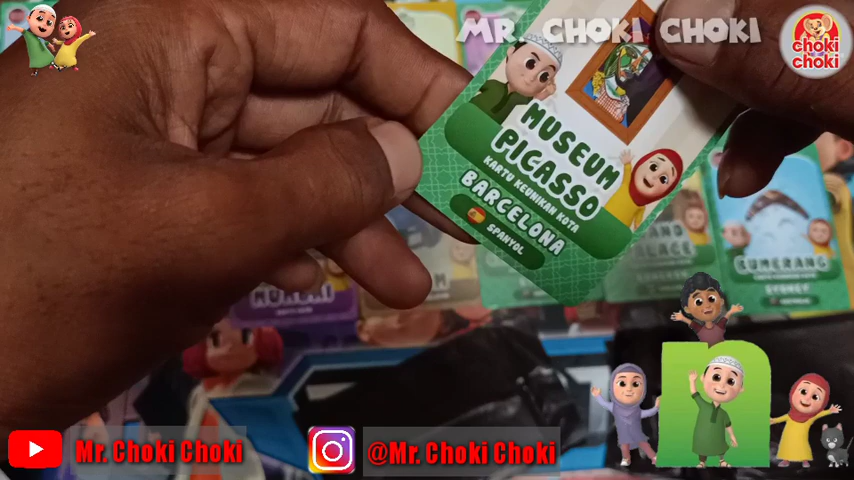 MR. CHOKI CHOKI
choki
choki
MUSEUM
PICASSO
KARTU KEUNIKAN KOTA
BARCELONA
SPANYOL
BUMERANG
SYDNEY
Mr. Choki Choki
@Mr. Choki Choki
n